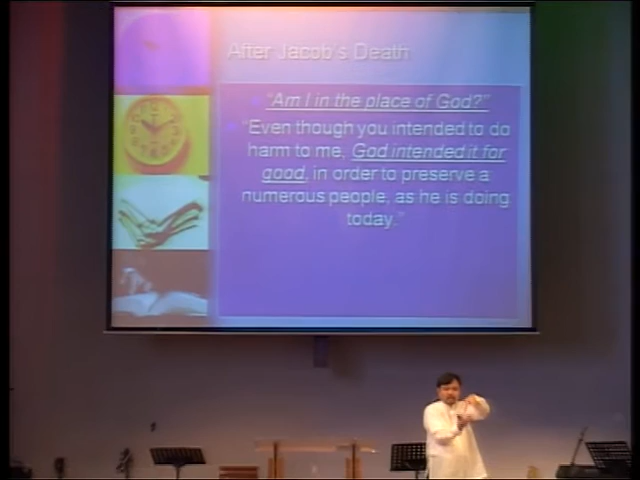 After Jacob's Death
"Am I in the place of God?"
"Even though you intended to do
harm to me, God intended it for
good, in order to preserve a
numerous people, as he is doing
today."